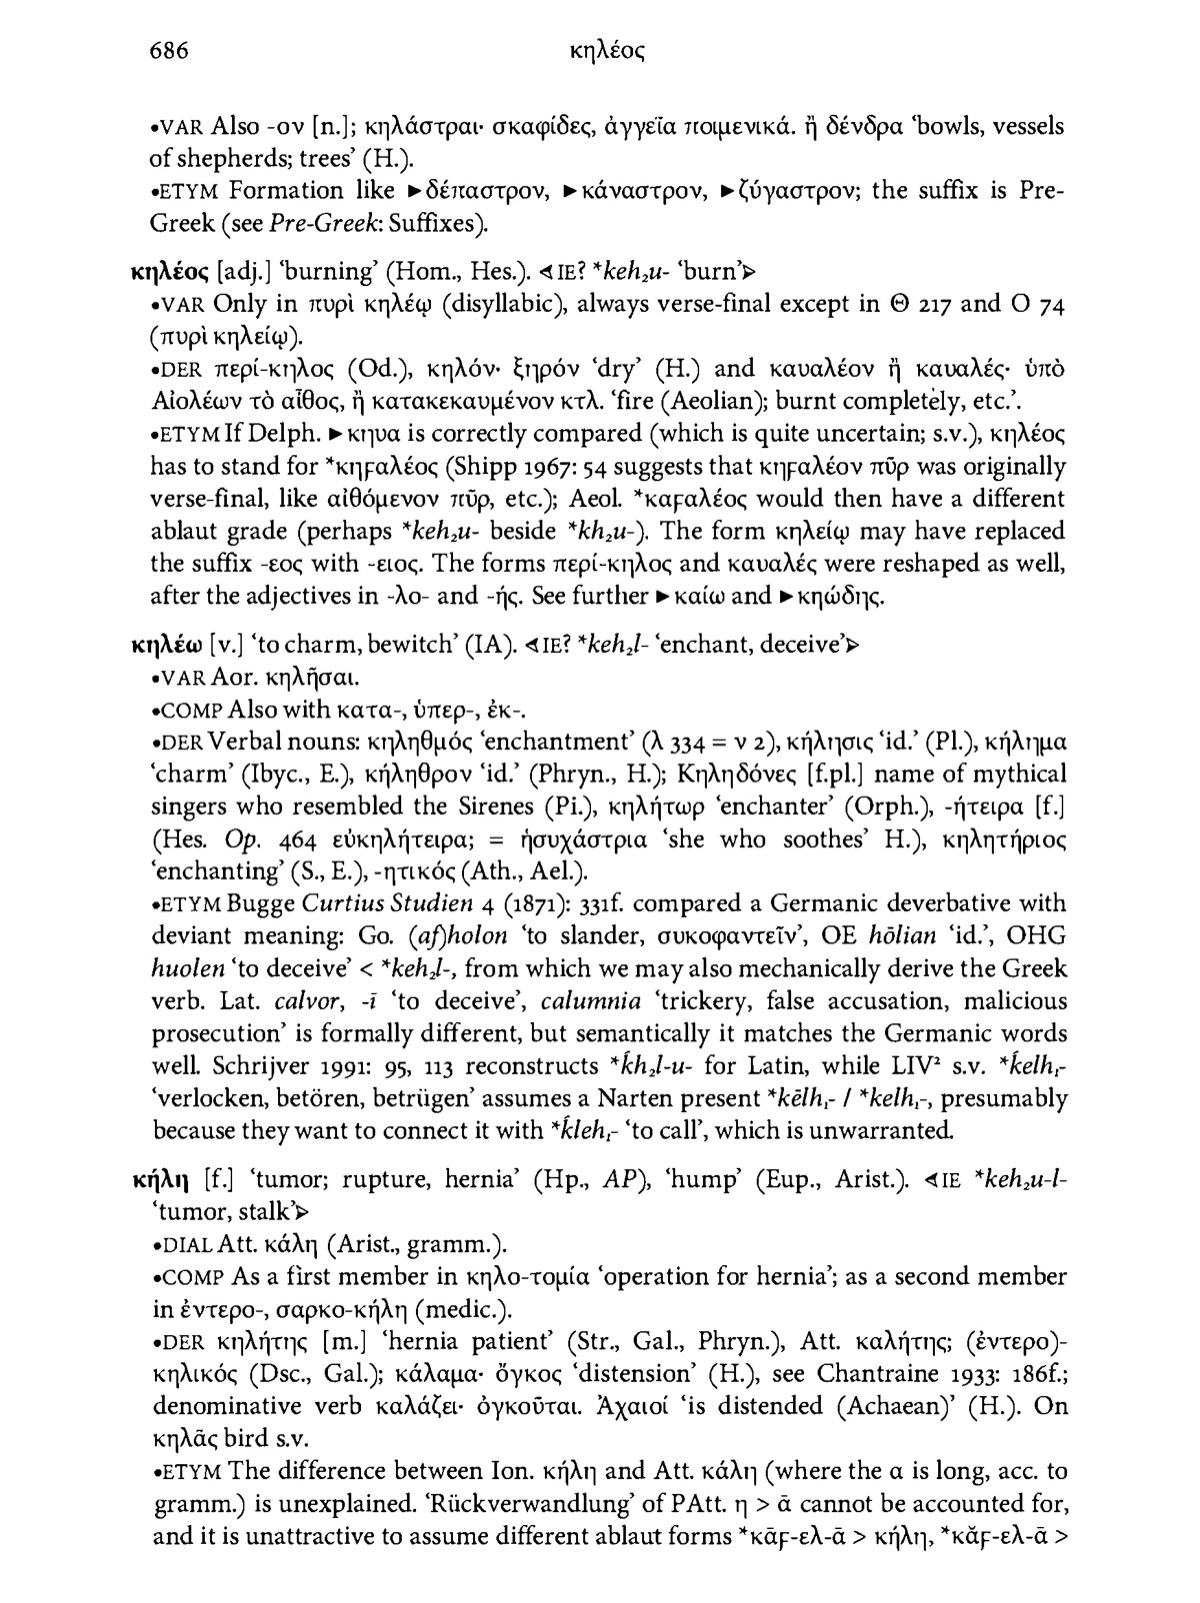 686 κηλέος
•VAR Also -ον [n.]; κηλάστραι· σκαφίδες, ἀγγεῖα ποιμενικά. ἢ δένδρα ‘bowls, vessels
of shepherds; trees’ (H.).
•ETYM Formation like ►δέπαστρον, ►κάναστρον, ►ζύγαστρον; the suffix is Pre-
Greek (see Pre-Greek: Suffixes).
κηλέος [adj.] ‘burning’ (Hom., Hes.). ⋖IE? *keh₂u- ‘burn’⋗
•VAR Only in πυρὶ κηλέῳ (disyllabic), always verse-final except in Θ 217 and Ο 74
(πυρὶ κηλείῳ).
•DER περί-κηλος (Od.), κηλόν· ξηρόν ‘dry’ (H.) and καυαλέον ἢ καυαλές· ὑπὸ
Αἰολέων τὸ αἶθος, ἢ κατακεκαυμένον κτλ. ‘fire (Aeolian); burnt completely, etc.’.
•ETYM If Delph. ►κηυα is correctly compared (which is quite uncertain; s.v.), κηλέος
has to stand for *κηϝαλέος (Shipp 1967: 54 suggests that κηϝαλέον πῦρ was originally
verse-final, like αἰθόμενον πῦρ, etc.); Aeol. *καϝαλέος would then have a different
ablaut grade (perhaps *keh₂u- beside *kh₂u-). The form κηλείῳ may have replaced
the suffix -εος with -ειος. The forms περί-κηλος and καυαλές were reshaped as well,
after the adjectives in -λο- and -ής. See further ►καίω and ►κηώδης.
κηλέω [v.] ‘to charm, bewitch’ (IA). ⋖IE? *keh₂l- ‘enchant, deceive’⋗
•VAR Aor. κηλῆσαι.
•COMP Also with κατα-, ὑπερ-, ἐκ-.
•DER Verbal nouns: κηληθμός ‘enchantment’ (λ 334 = ν 2), κήλησις ‘id.’ (Pl.), κήλημα
‘charm’ (Ibyc., E.), κήληθρον ‘id.’ (Phryn., H.); Κηληδόνες [f.pl.] name of mythical
singers who resembled the Sirenes (Pi.), κηλήτωρ ‘enchanter’ (Orph.), -ήτειρα [f.]
(Hes. Op. 464 εὐκηλήτειρα; = ἡσυχάστρια ‘she who soothes’ H.), κηλητήριος
‘enchanting’ (S., E.), -ητικός (Ath., Ael.).
•ETYM Bugge Curtius Studien 4 (1871): 331f. compared a Germanic deverbative with
deviant meaning: Go. (af)holon ‘to slander, συκοφαντεῖν’, OE hōlian ‘id.’, OHG
huolen ‘to deceive’ < *keh₂l-, from which we may also mechanically derive the Greek
verb. Lat. calvor, -ī ‘to deceive’, calumnia ‘trickery, false accusation, malicious
prosecution’ is formally different, but semantically it matches the Germanic words
well. Schrijver 1991: 95, 113 reconstructs *ḱh₂l-u- for Latin, while LIV² s.v. *ḱelh₁-
‘verlocken, betören, betrügen’ assumes a Narten present *kēlh₁- / *kelh₁-, presumably
because they want to connect it with *ḱleh₁- ‘to call’, which is unwarranted.
κήλη [f.] ‘tumor; rupture, hernia’ (Hp., AP), ‘hump’ (Eup., Arist.). ⋖IE *keh₂u-l-
‘tumor, stalk’⋗
•DIAL Att. κάλη (Arist., gramm.).
•COMP As a first member in κηλο-τομία ‘operation for hernia’; as a second member
in ἐντερο-, σαρκο-κήλη (medic.).
•DER κηλήτης [m.] ‘hernia patient’ (Str., Gal., Phryn.), Att. καλήτης; (ἐντερο)-
κηλικός (Dsc., Gal.); κάλαμα· ὄγκος ‘distension’ (H.), see Chantraine 1933: 186f.;
denominative verb καλάζει· ὀγκοῦται. Ἀχαιοί ‘is distended (Achaean)’ (H.). On
κηλᾶς bird s.v.
•ETYM The difference between Ion. κήλη and Att. κάλη (where the α is long, acc. to
gramm.) is unexplained. ‘Rückverwandlung’ of PAtt. η > ᾱ cannot be accounted for,
and it is unattractive to assume different ablaut forms *κᾱϝ-ελ-ᾱ > κήλη, *κᾰϝ-ελ-ᾱ >